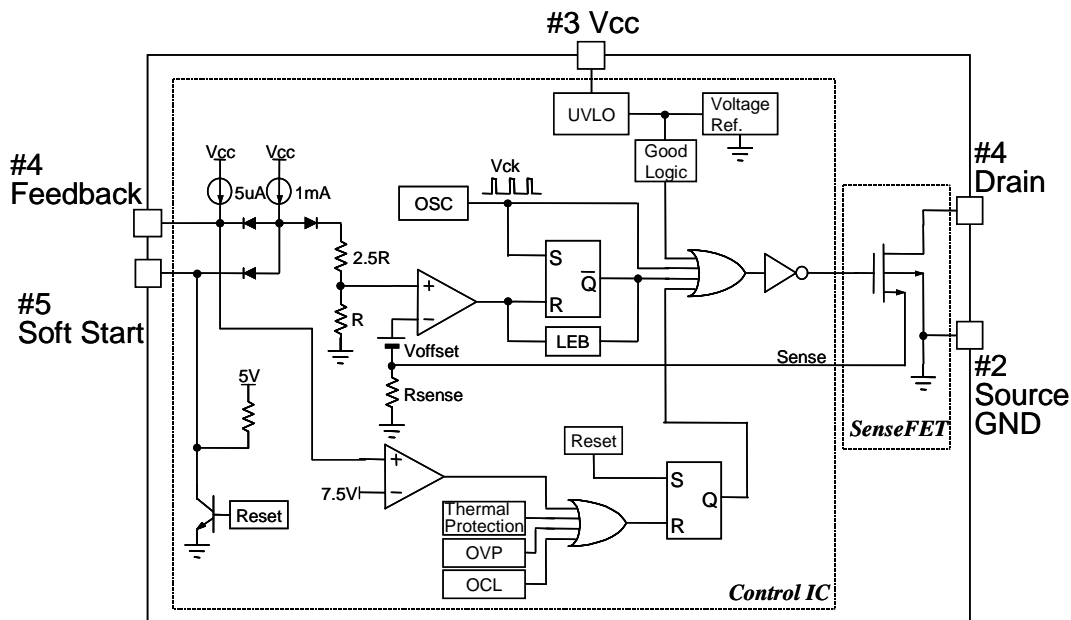 #3 Vcc
UVLO
Voltage
Ref.
Good
Logic
#4
Feedback
Vcc
Vcc
5uA
1mA
Vck
OSC
#4
Drain
2.5R
S
Q
R
R
LEB
#5
Soft Start
Voffset
Sense
Rsense
#2
Source
GND
5V
SenseFET
Reset
S
Q
R
7.5V
Thermal
Protection
OVP
OCL
Reset
Control IC
+
−
+
−